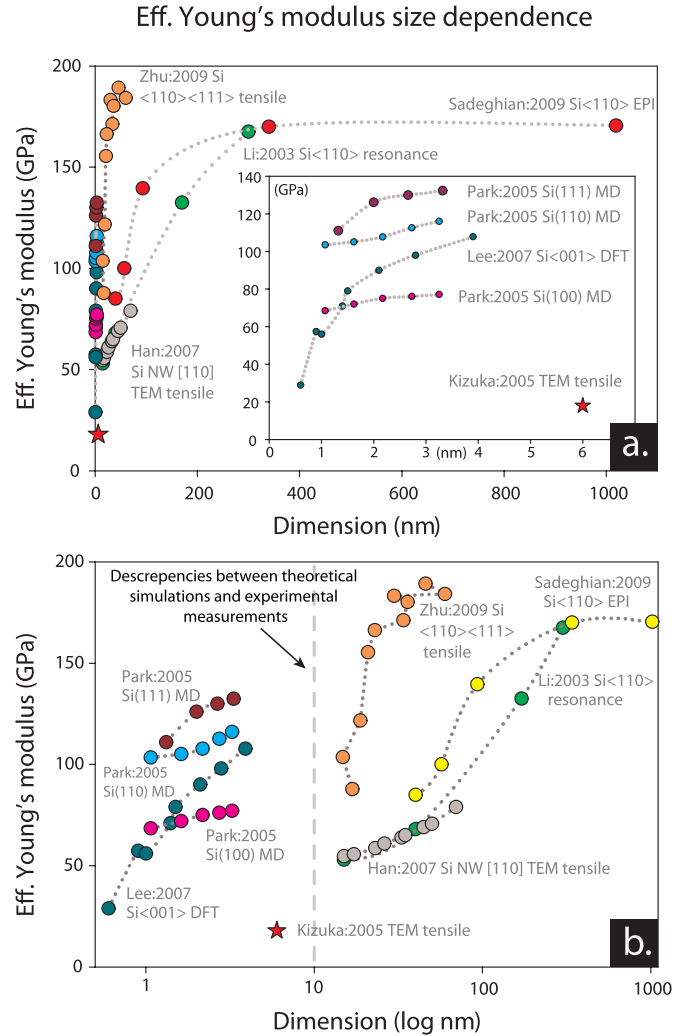 Eff. Young's modulus size dependence
200
150
100
50
0
Eff. Young's modulus (GPa)
Zhu:2009 Si
<110><111> tensile
Sadeghian:2009 Si<110> EPI
Li:2003 Si<110> resonance
Han:2007
Si NW [110]
TEM tensile
140
120
100
80
60
40
20
0
(GPa)
Park:2005 Si(111) MD
Park:2005 Si(110) MD
Lee:2007 Si<001> DFT
Park:2005 Si(100) MD
Kizuka:2005 TEM tensile
0
1
2
3
(nm)
4
5
6
a.
0
200
400
600
800
1000
Dimension (nm)
200
150
100
50
0
Eff. Young's modulus (GPa)
Descrepencies between theoretical
simulations and experimental
measurements
Sadeghian:2009
Si<110> EPI
Zhu:2009 Si
<110><111>
tensile
Park:2005
Si(111) MD
Li:2003 Si<110>
resonance
Park:2005
Si(110) MD
Park:2005
Si(100) MD
Han:2007 Si NW [110] TEM tensile
Lee:2007
Si<001> DFT
Kizuka:2005 TEM tensile
b.
1
10
100
1000
Dimension (log nm)